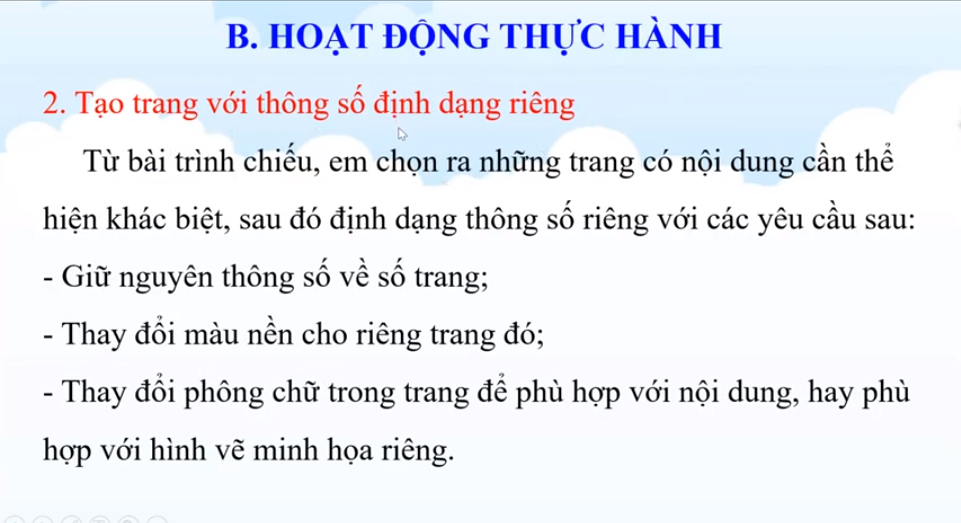 B. HOẠT ĐỘNG THỰC HÀNH
2. Tạo trang với thông số định dạng riêng
Từ bài trình chiếu, em chọn ra những trang có nội dung cần thể
hiện khác biệt, sau đó định dạng thông số riêng với các yêu cầu sau:
- Giữ nguyên thông số về số trang;
- Thay đổi màu nền cho riêng trang đó;
- Thay đổi phông chữ trong trang để phù hợp với nội dung, hay phù
hợp với hình vẽ minh họa riêng.